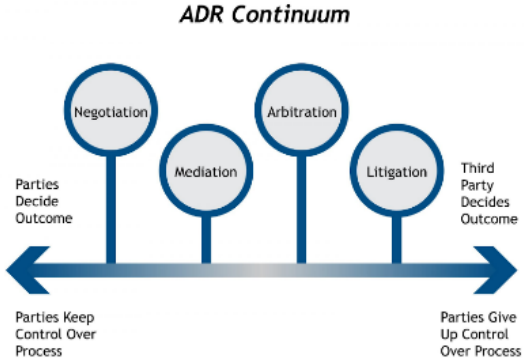 ADR Continuum
Negotiation
Arbitration
Mediation
Litigation
Parties
Decide
Outcome
Third
Party
Decides
Outcome
Parties Keep
Control Over
Process
Parties Give
Up Control
Over Process